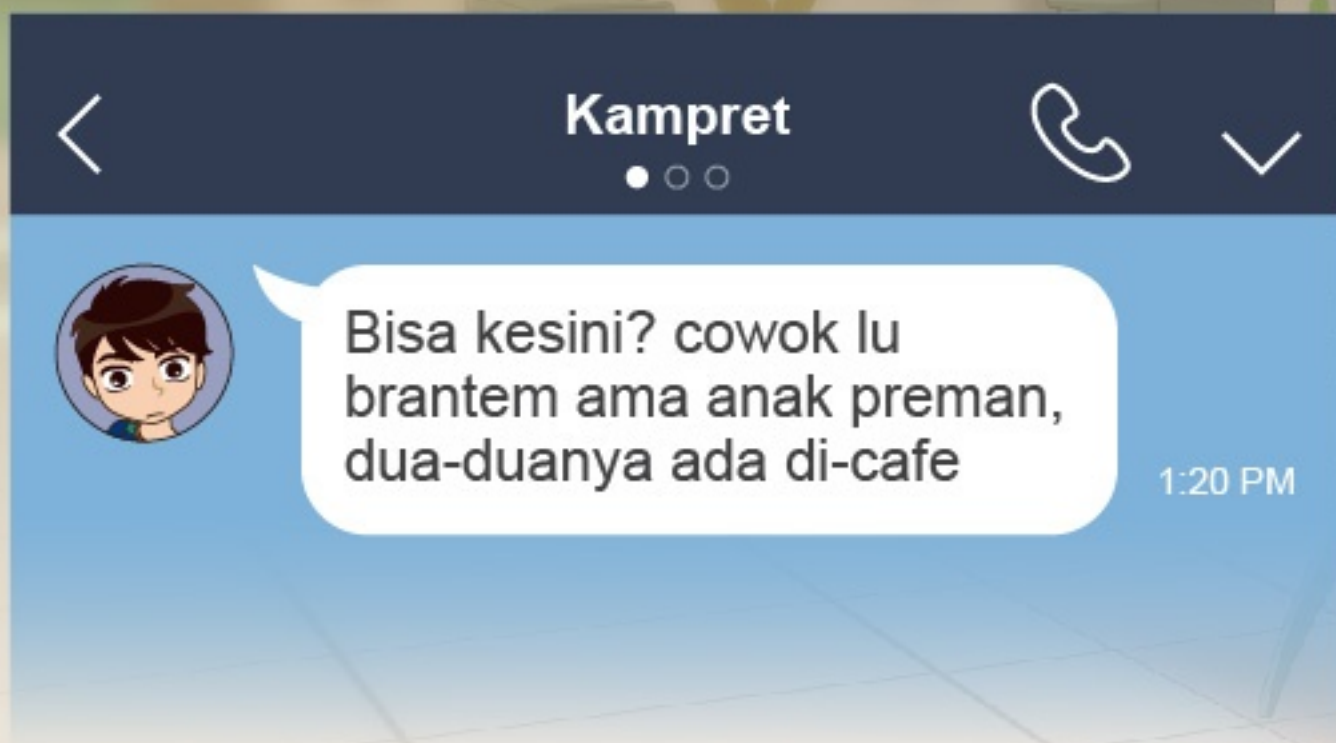 Kampret
Bisa kesini? cowok lu
brantem ama anak preman,
dua-duanya ada di-cafe
1:20 PM